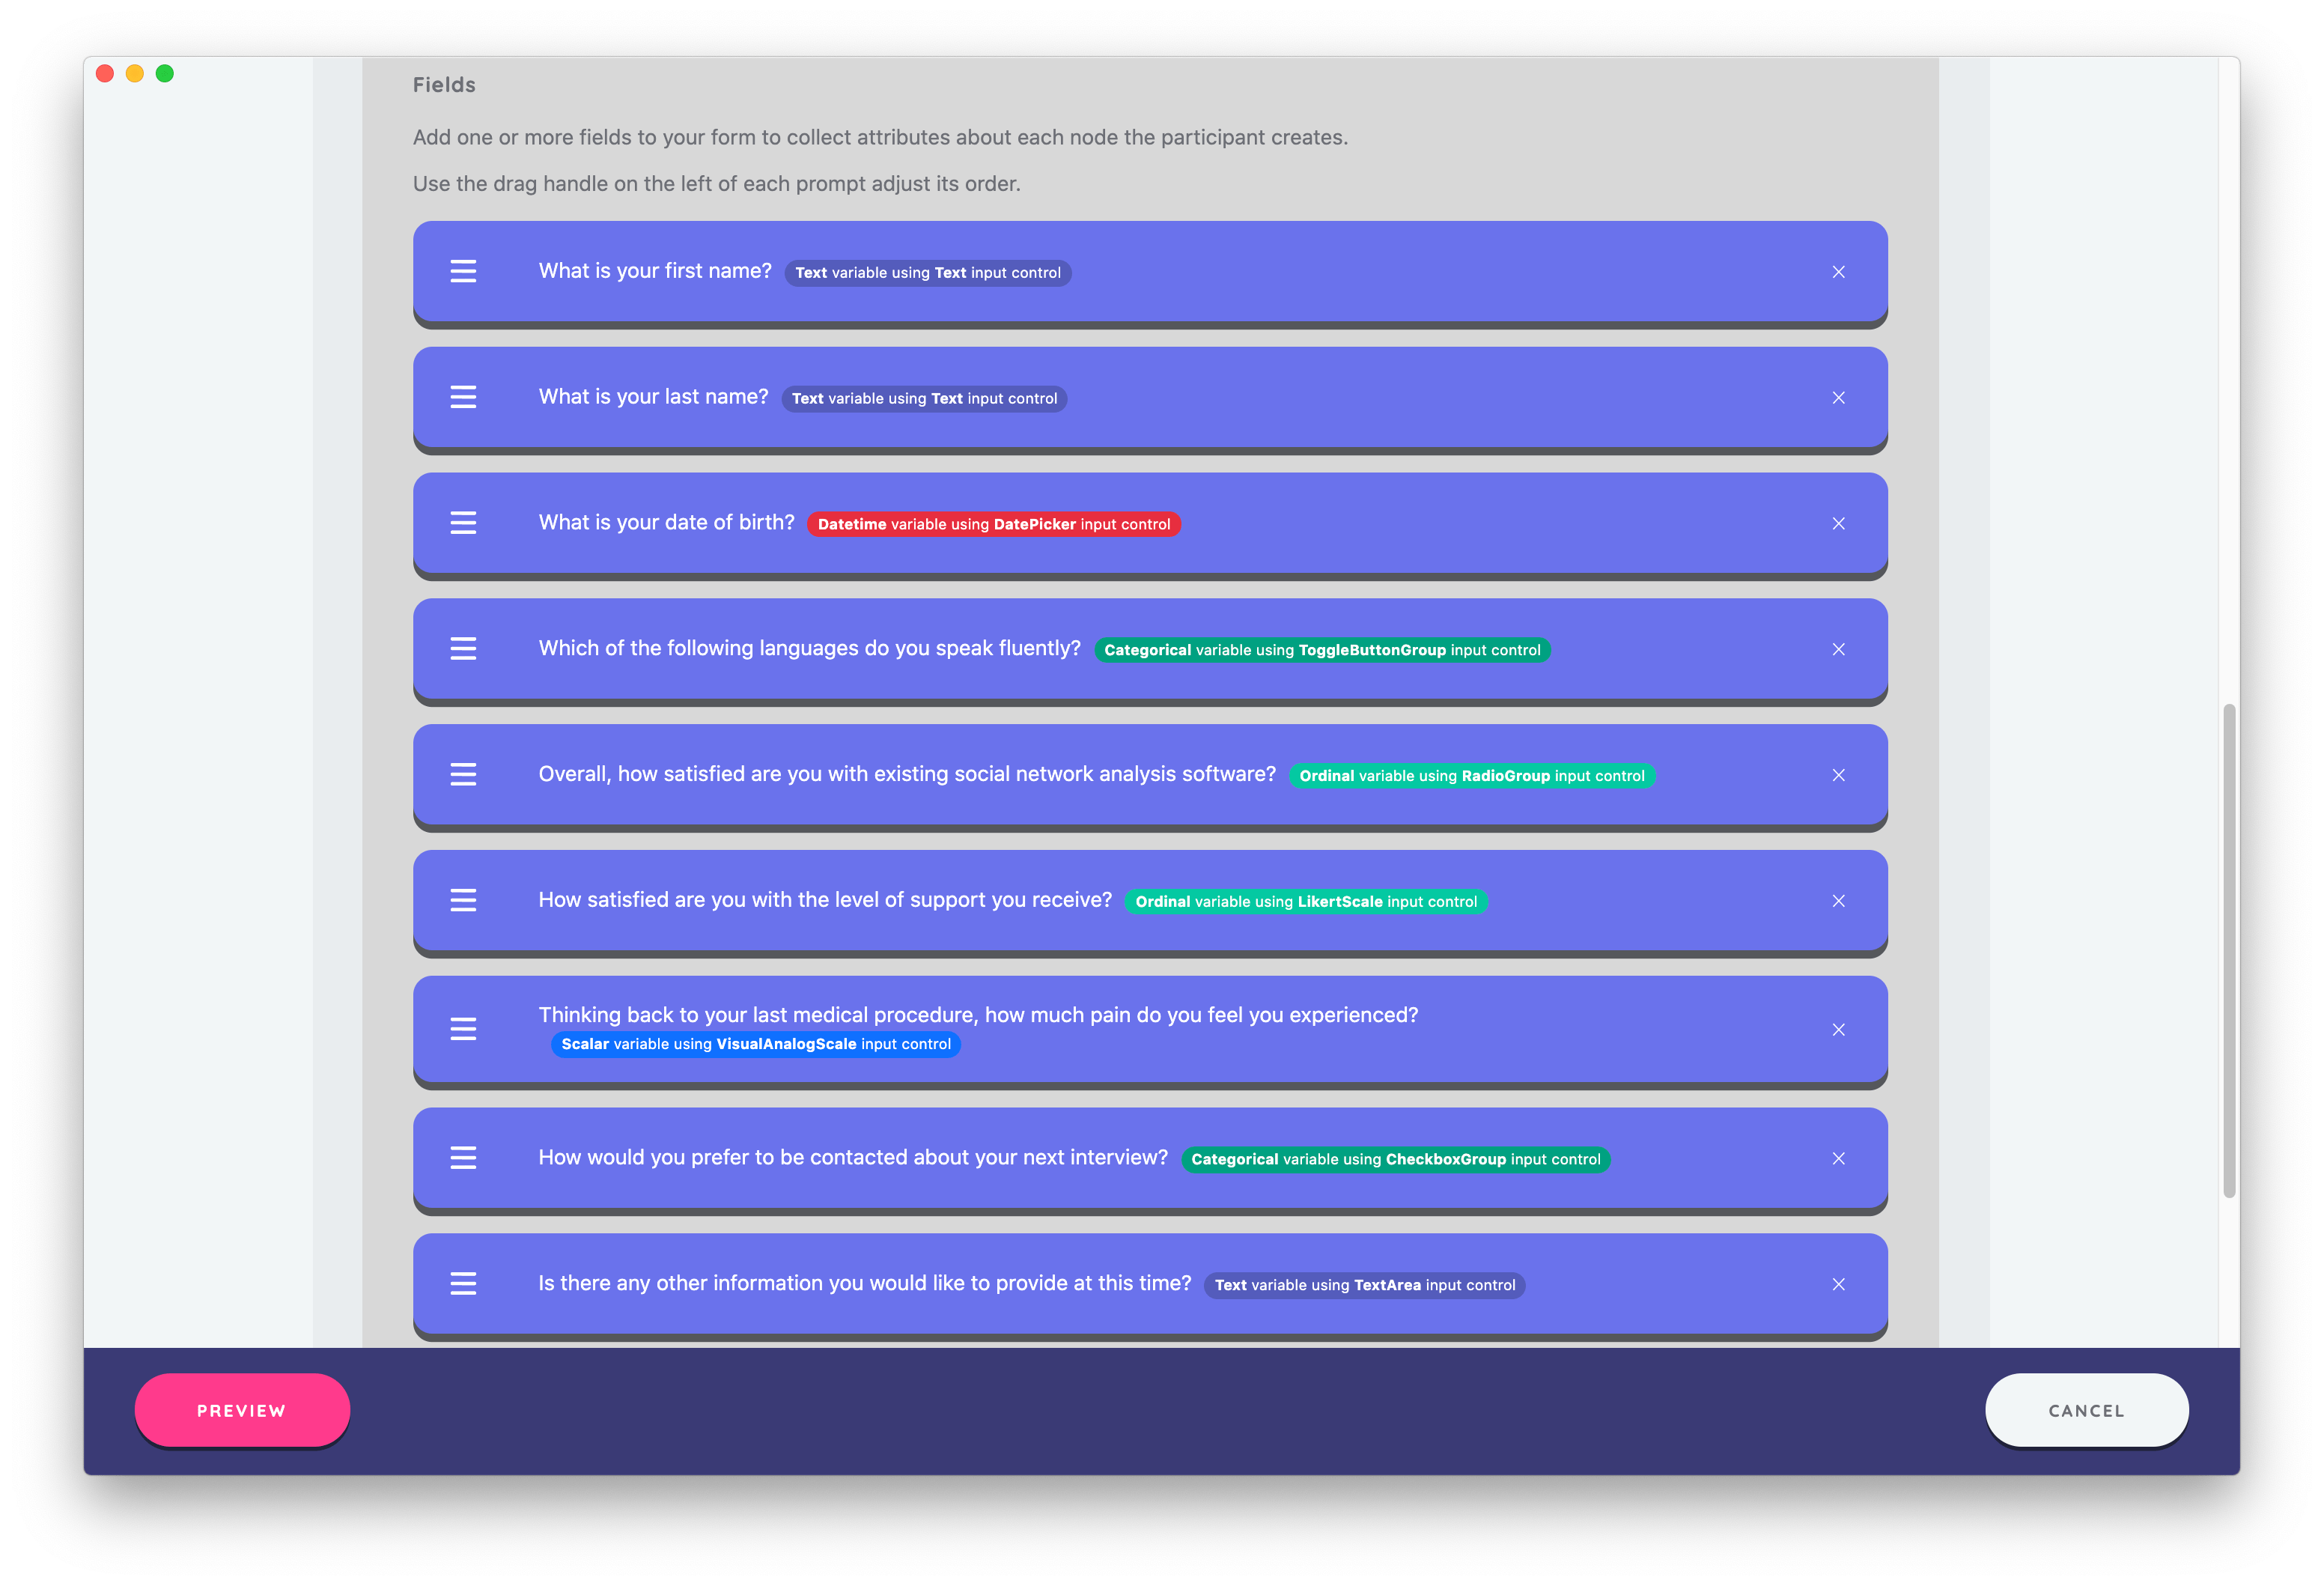 Fields
Add one or more fields to your form to collect attributes about each node the participant creates.
Use the drag handle on the left of each prompt adjust its order.
What is your first name? Text variable using Text input control
What is your last name? Text variable using Text input control
What is your date of birth? Datetime variable using DatePicker input control
Which of the following languages do you speak fluently? Categorical variable using ToggleButtonGroup input control
Overall, how satisfied are you with existing social network analysis software? Ordinal variable using RadioGroup input control
How satisfied are you with the level of support you receive? Ordinal variable using LikertScale input control
Thinking back to your last medical procedure, how much pain do you feel you experienced?
Scalar variable using VisualAnalogScale input control
How would you prefer to be contacted about your next interview? Categorical variable using CheckboxGroup input control
Is there any other information you would like to provide at this time? Text variable using TextArea input control
PREVIEW CANCEL